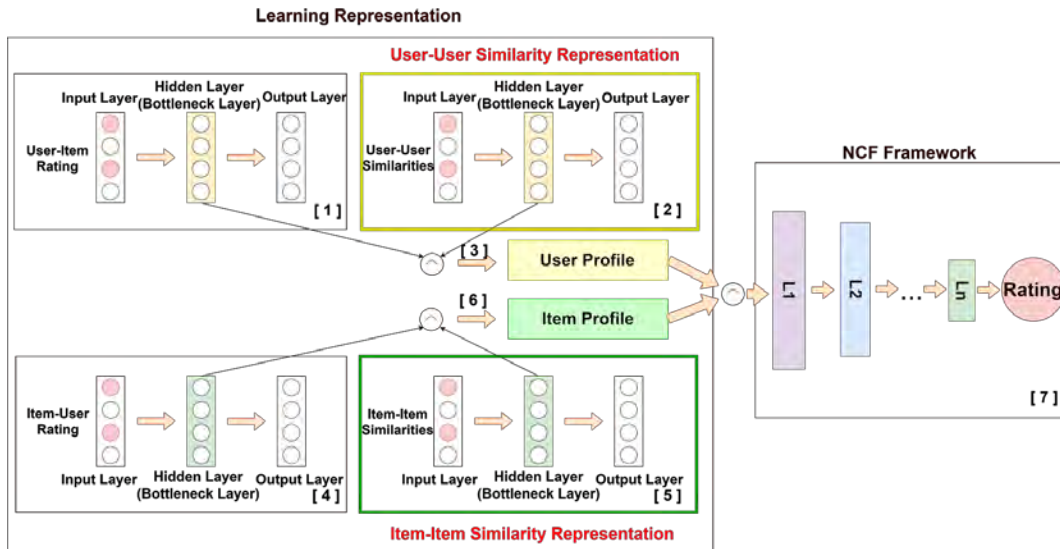 Learning Representation
User-User Similarity Representation
Input Layer
Hidden Layer
(Bottleneck Layer)
Output Layer
User-Item
Rating
[ 1 ]
Input Layer
Hidden Layer
(Bottleneck Layer)
Output Layer
User-User
Similarities
[ 2 ]
[ 3 ]
User Profile
[ 6 ]
Item Profile
Item-User
Rating
Input Layer
Hidden Layer
(Bottleneck Layer)
Output Layer
[ 4 ]
Item-Item
Similarities
Input Layer
Hidden Layer
(Bottleneck Layer)
Output Layer
[ 5 ]
Item-Item Similarity Representation
NCF Framework
L1
L2
...
Ln
Rating
[ 7 ]